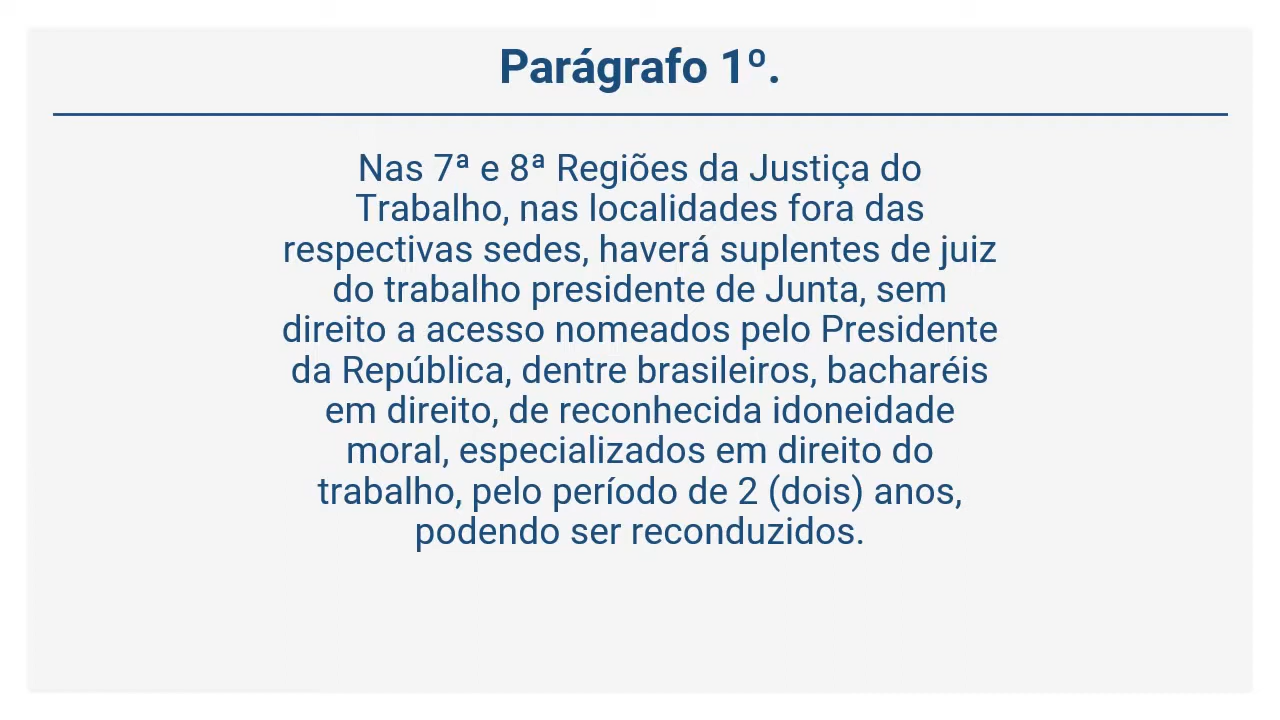 Parágrafo 1º.
Nas 7ª e 8ª Regiões da Justiça do
Trabalho, nas localidades fora das
respectivas sedes, haverá suplentes de juiz
do trabalho presidente de Junta, sem
direito a acesso nomeados pelo Presidente
da República, dentre brasileiros, bacharéis
em direito, de reconhecida idoneidade
moral, especializados em direito do
trabalho, pelo período de 2 (dois) anos,
podendo ser reconduzidos.